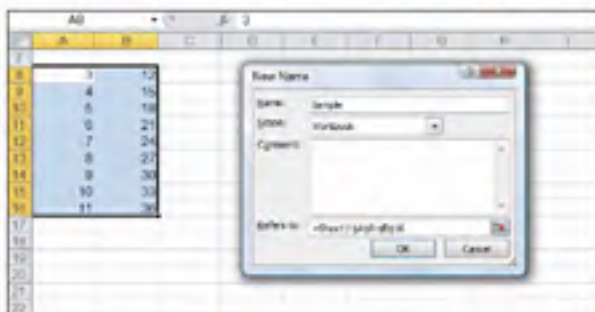 A8 fx 3
A B C D E F G H I
7
8 3 12
9 4 15
10 5 18
11 6 21
12 7 24
13 8 27
14 9 30
15 10 33
16 11 36
17
18
19
20
21
22
New Name
Name: Sample
Scope: Workbook
Comment:
Refers to:
OK Cancel